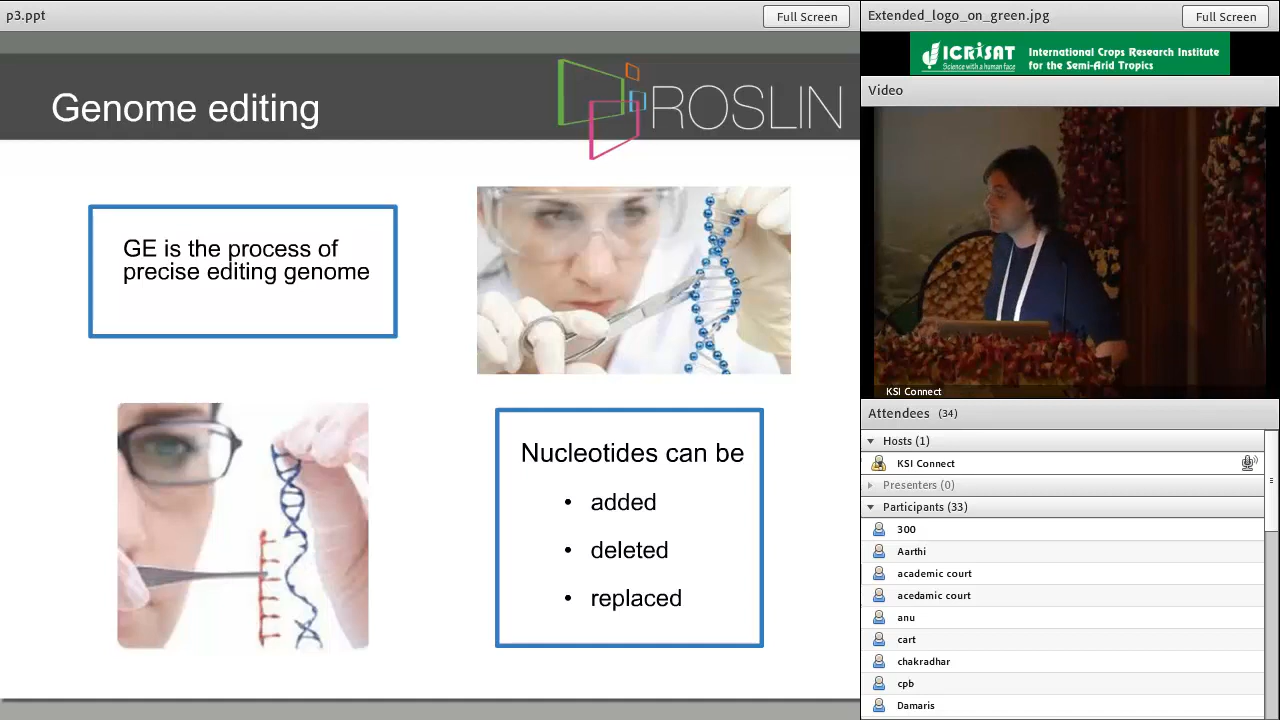 p3.ppt
Full Screen
Genome editing
ROSLIN
GE is the process of
precise editing genome
Nucleotides can be
• added
• deleted
• replaced
Extended_logo_on_green.jpg
Full Screen
ICRISAT
Science with a human face
International Crops Research Institute
for the Semi-Arid Tropics
Video
KSI Connect
Attendees (34)
Hosts (1)
KSI Connect
Presenters (0)
Participants (33)
300
Aarthi
academic court
acedamic court
anu
cart
chakradhar
cpb
Damaris